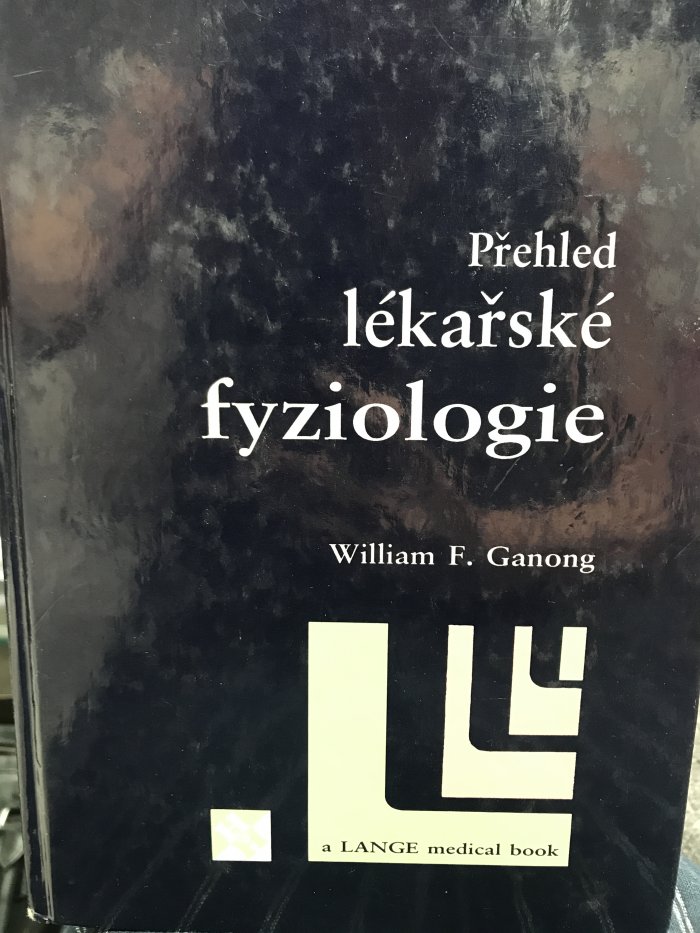 Přehled
lékařské
fyziologie
William F. Ganong
a LANGE medical book